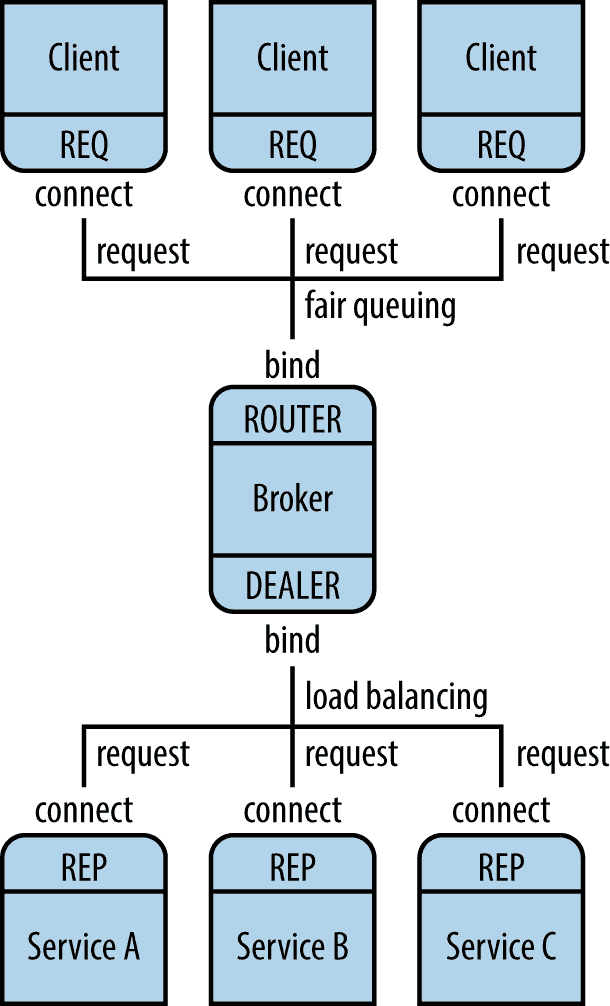 Client Client Client
REQ REQ REQ
connect connect connect
request request request
fair queuing
bind
ROUTER
Broker
DEALER
bind
load balancing
request request request
connect connect connect
REP REP REP
Service A Service B Service C